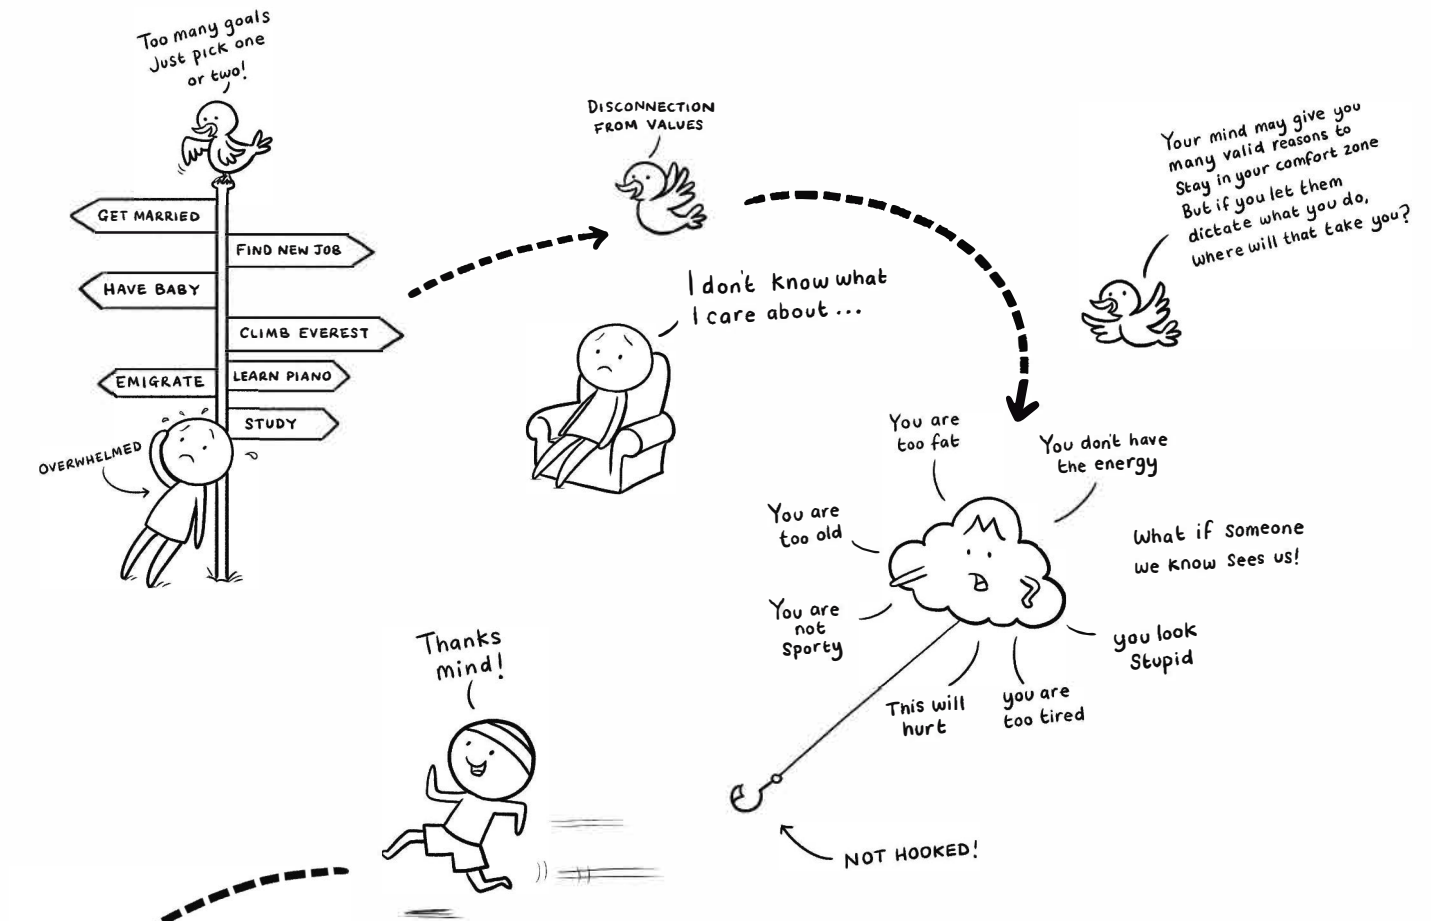 Too many goals
Just pick one
or two!
GET MARRIED
FIND NEW JOB
HAVE BABY
CLIMB EVEREST
EMIGRATE
LEARN PIANO
STUDY
OVERWHELMED
DISCONNECTION
FROM VALUES
I don't know what
I care about...
Your mind may give you
many valid reasons to
Stay in your comfort zone
But if you let them
dictate what you do,
where will that take you?
You are
too fat
You don't have
the energy
You are
too old
What if someone
we know sees us!
You are
not
Sporty
you look
Stupid
This will
hurt
you are
too tired
Thanks
mind!
NOT HOOKED!